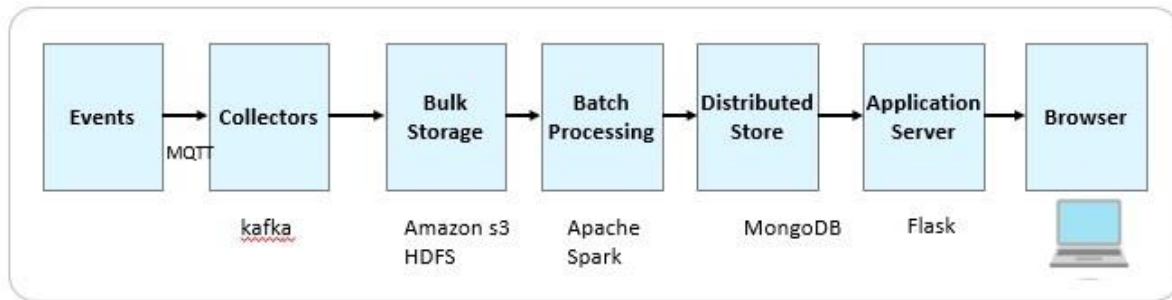 Events
MQTT
Collectors
kafka
Bulk
Storage
Amazon s3
HDFS
Batch
Processing
Apache
Spark
Distributed
Store
MongoDB
Application
Server
Flask
Browser